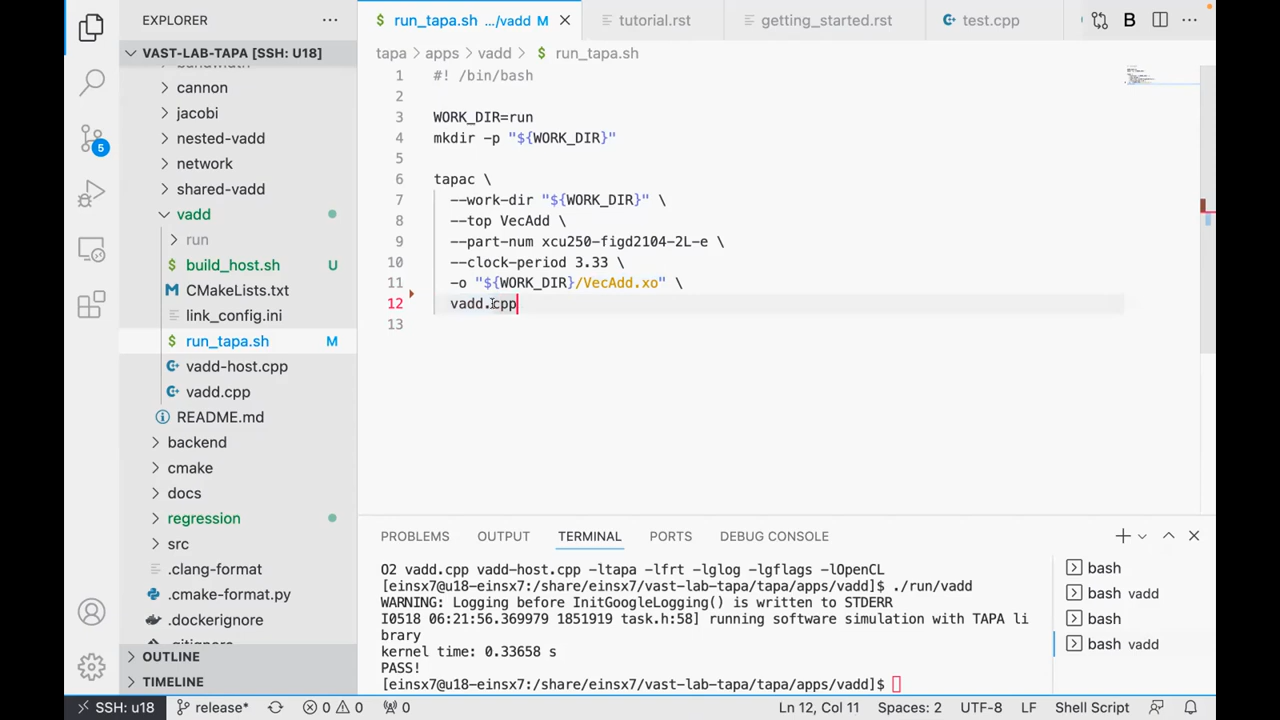 EXPLORER
run_tapa.sh .../vadd M
tutorial.rst
getting_started.rst
test.cpp
B
VAST-LAB-TAPA [SSH: U18]
cannon
jacobi
nested-vadd
network
shared-vadd
vadd
run
build_host.sh U
CMakeLists.txt
link_config.ini
run_tapa.sh M
vadd-host.cpp
vadd.cpp
README.md
backend
cmake
docs
regression
src
.clang-format
.cmake-format.py
.dockerignore
OUTLINE
TIMELINE
5
tapa > apps > vadd > $ run_tapa.sh
1 #! /bin/bash
2
3 WORK_DIR=run
4 mkdir -p "${WORK_DIR}"
5
6 tapac \
7 --work-dir "${WORK_DIR}" \
8 --top VecAdd \
9 --part-num xcu250-figd2104-2L-e \
10 --clock-period 3.33 \
11 -o "${WORK_DIR}/VecAdd.xo" \
12 vadd.cpp
13
PROBLEMS OUTPUT TERMINAL PORTS DEBUG CONSOLE
O2 vadd.cpp vadd-host.cpp -ltapa -lfrt -lglog -lgflags -lOpenCL
[einsx7@u18-einsx7:/share/einsx7/vast-lab-tapa/tapa/apps/vadd]$ ./run/vadd
WARNING: Logging before InitGoogleLogging() is written to STDERR
I0518 06:21:56.369979 1851919 task.h:58] running software simulation with TAPA li
brary
kernel time: 0.33658 s
PASS!
[einsx7@u18-einsx7:/share/einsx7/vast-lab-tapa/tapa/apps/vadd]$
bash
bash vadd
bash
bash vadd
SSH: u18 release* 0 0 0 Ln 12, Col 11 Spaces: 2 UTF-8 LF Shell Script